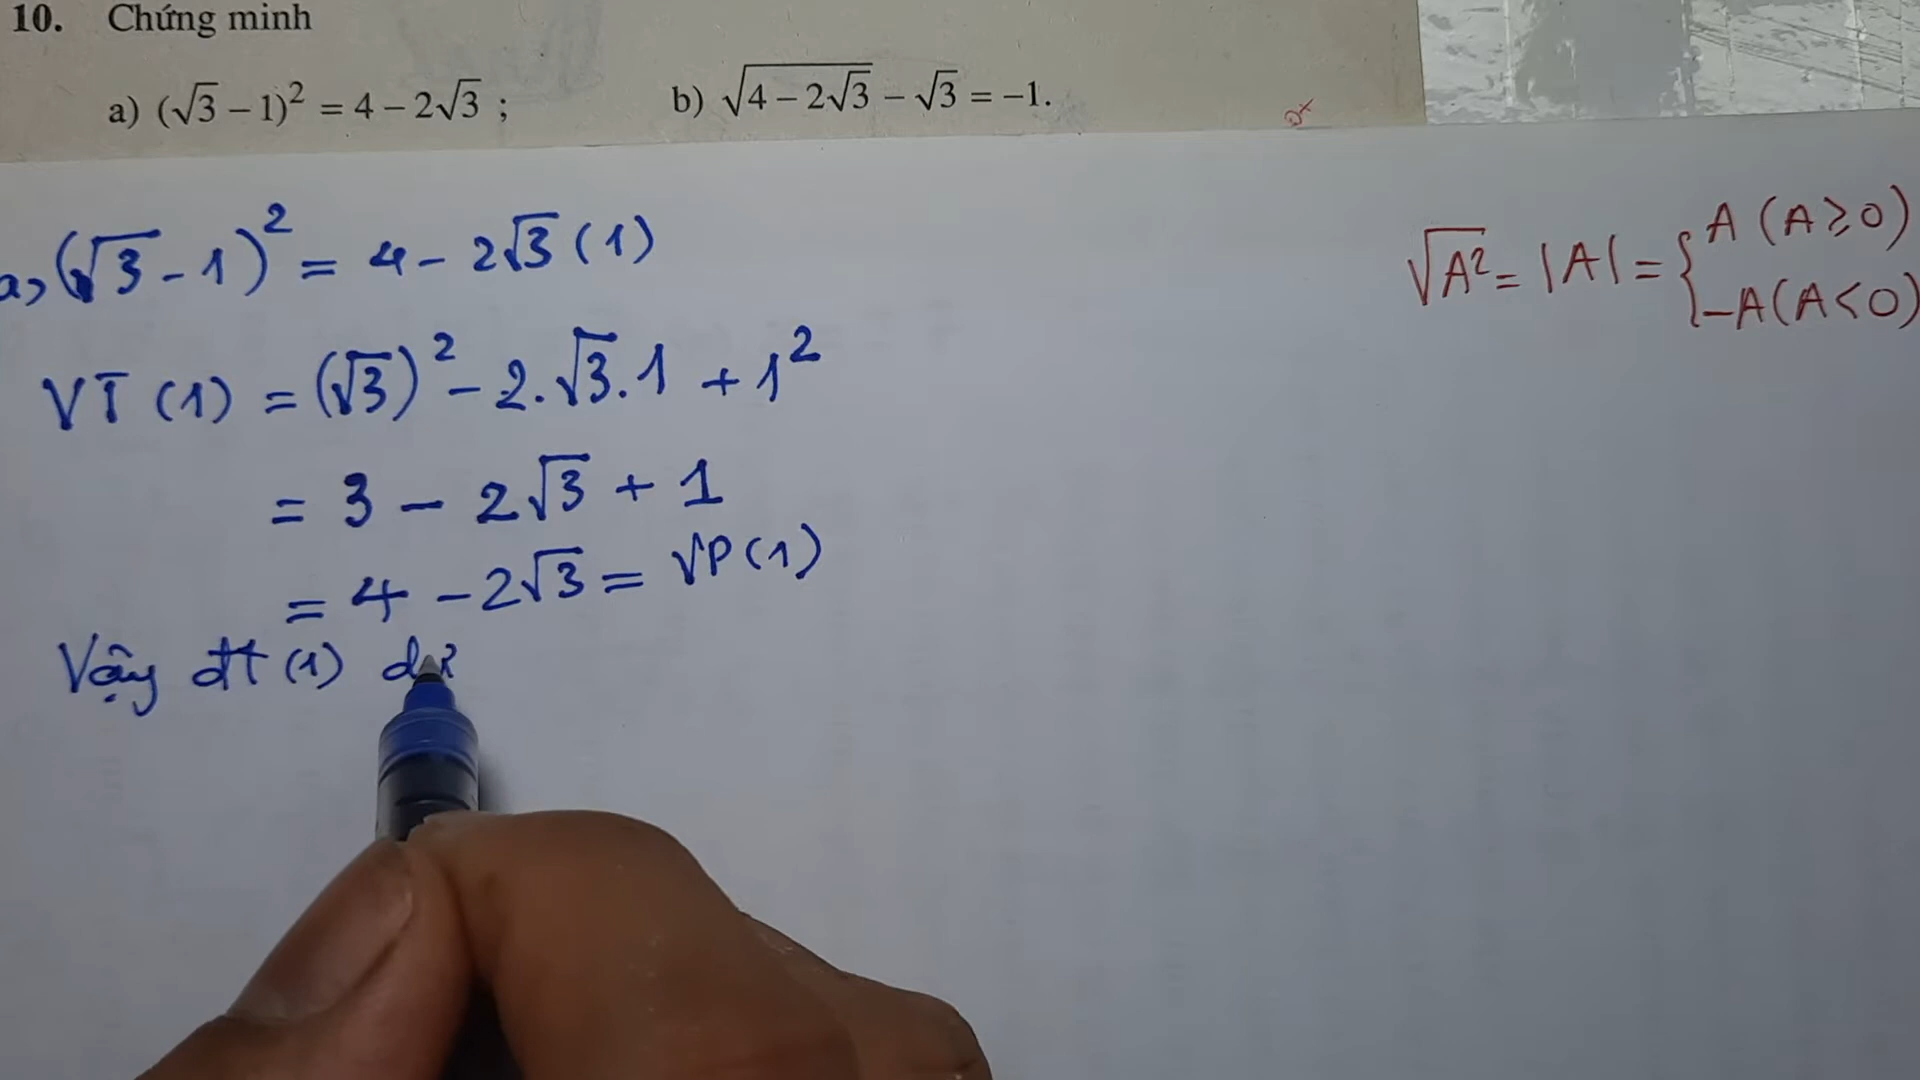 10. Chứng minh
a) (√3 − 1)² = 4 − 2√3 ; b) √(4 − 2√3) − √3 = −1.
a, (√3 - 1)² = 4 - 2√3 (1)
VT (1) = (√3)² - 2.√3.1 + 1²
= 3 - 2√3 + 1
= 4 - 2√3 = VP (1)
Vậy đt (1)
√A² = |A| = { A (A ≥ 0)
-A (A < 0)